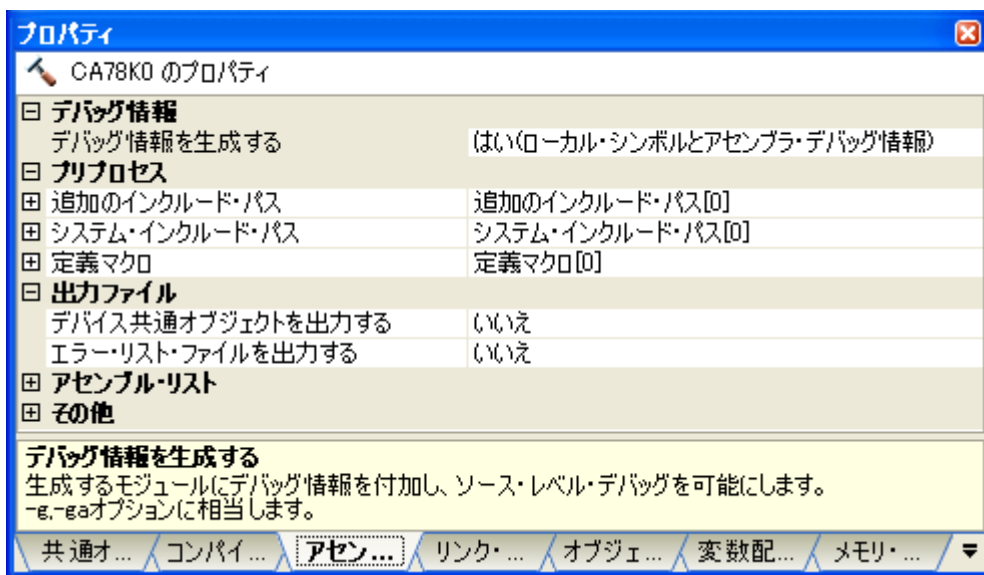 プロパティ
CA78K0 のプロパティ
デバッグ情報
デバッグ情報を生成する はい(ローカル・シンボルとアセンブラ・デバッグ情報)
プリプロセス
追加のインクルード・パス 追加のインクルード・パス[0]
システム・インクルード・パス システム・インクルード・パス[0]
定義マクロ 定義マクロ[0]
出力ファイル
デバイス共通オブジェクトを出力する いいえ
エラー・リスト・ファイルを出力する いいえ
アセンブル・リスト
その他
デバッグ情報を生成する
生成するモジュールにデバッグ情報を付加し、ソース・レベル・デバッグを可能にします。
-g,-gaオプションに相当します。
共通オ... コンパイ... アセン... リンク・... オブジェ... 変数配... メモリ・...